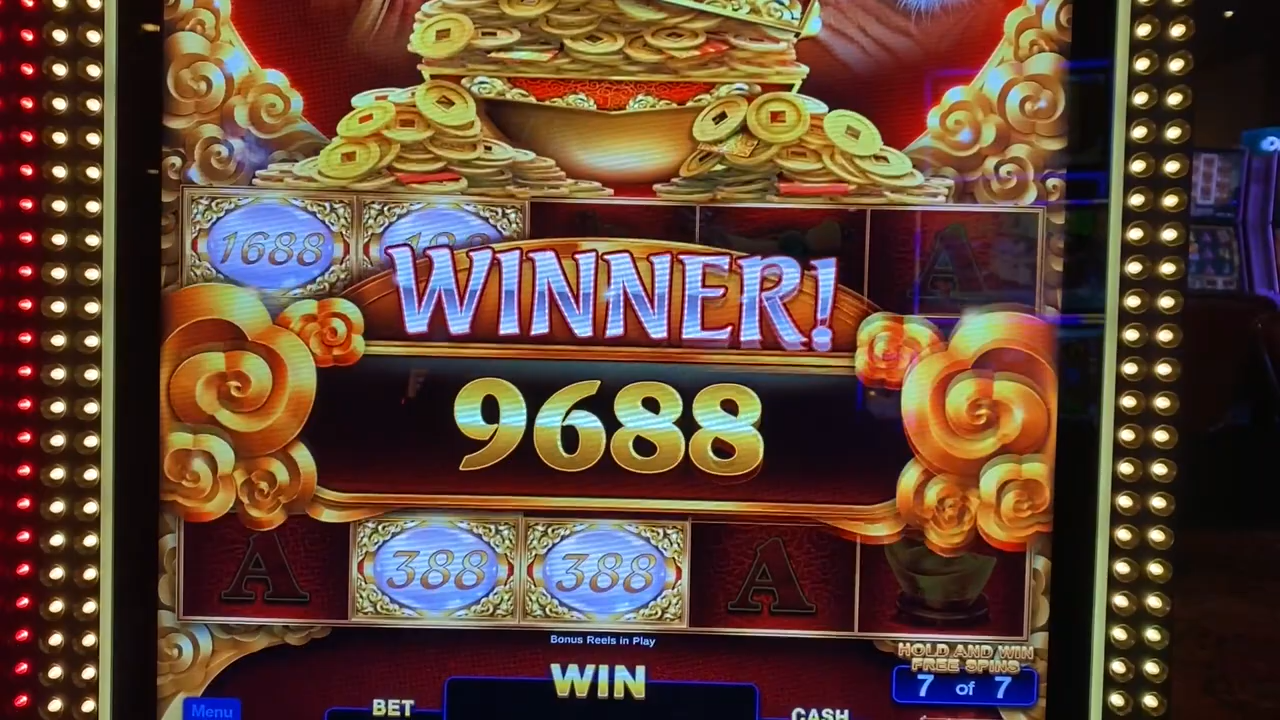 1688
WINNER!
9688
A
A
388
388
A
Bonus Reels in Play
HOLD AND WIN
FREE SPINS
7 of 7
WIN
Menu
BET
CASH